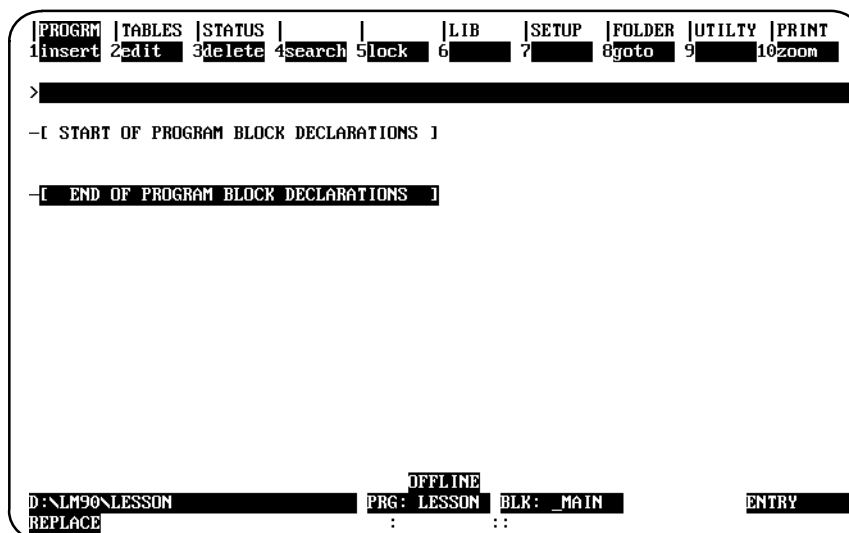 |PROGRM |TABLES |STATUS | | |LIB |SETUP |FOLDER |UTILTY |PRINT
1insert 2edit 3delete 4search 5lock 6 7 8goto 9 10zoom
>
[ START OF PROGRAM BLOCK DECLARATIONS ]
[ END OF PROGRAM BLOCK DECLARATIONS ]
OFFLINE
D:\LM90\LESSON PRG: LESSON BLK: _MAIN ENTRY
REPLACE : ::